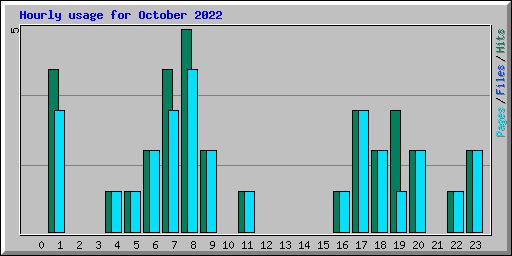 Hourly usage for October 2022
5
Pages/Files/Hits
0 1 2 3 4 5 6 7 8 9 10 11 12 13 14 15 16 17 18 19 20 21 22 23